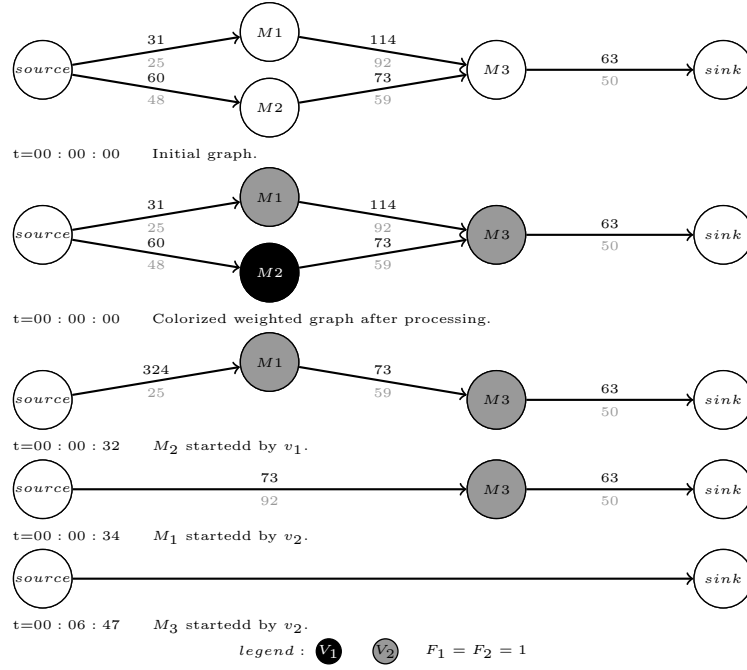 31 M1 114
25 92
source 60 73 M3 63 sink
48 M2 59 50
t=00 : 00 : 00 Initial graph.
31 M1 114
25 92
source 60 73 M3 63 sink
48 M2 59 50
t=00 : 00 : 00 Colorized weighted graph after processing.
324 M1 73
source 25 59 M3 63 sink
50
t=00 : 00 : 32 M2 startedd by v1.
source 73 M3 63 sink
92 50
t=00 : 00 : 34 M1 startedd by v2.
source sink
t=00 : 06 : 47 M3 startedd by v2.
legend : V1 V2 F1 = F2 = 1